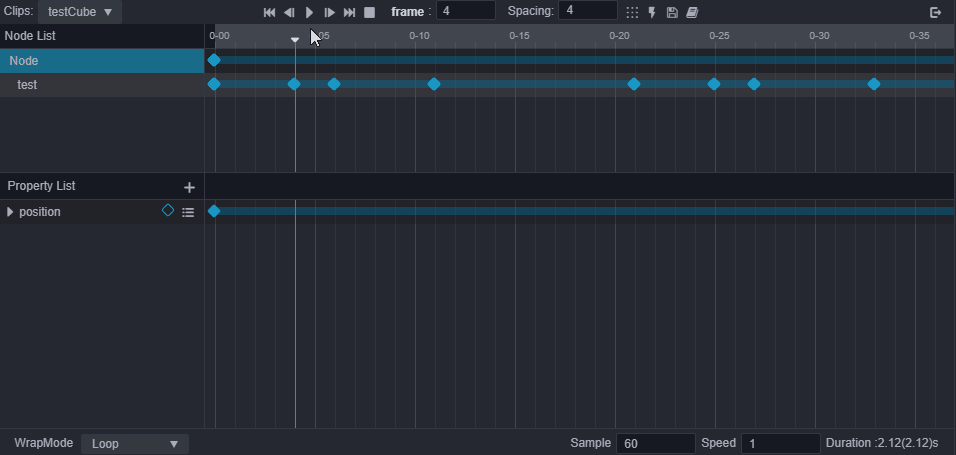 Clips: testCube frame : 4 Spacing: 4
Node List 0-00 05 0-10 0-15 0-20 0-25 0-30 0-35
Node
test
Property List
position
WrapMode Loop Sample 60 Speed 1 Duration :2.12(2.12)s